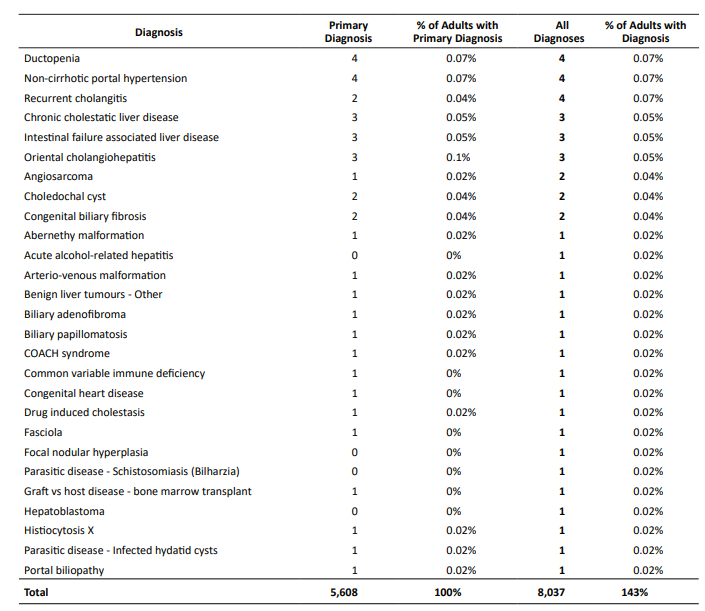 Diagnosis Primary Diagnosis % of Adults with Primary Diagnosis All Diagnoses % of Adults with Diagnosis
Ductopenia 4 0.07% 4 0.07%
Non-cirrhotic portal hypertension 4 0.07% 4 0.07%
Recurrent cholangitis 2 0.04% 4 0.07%
Chronic cholestatic liver disease 3 0.05% 3 0.05%
Intestinal failure associated liver disease 3 0.05% 3 0.05%
Oriental cholangiohepatitis 3 0.1% 3 0.05%
Angiosarcoma 1 0.02% 2 0.04%
Choledochal cyst 2 0.04% 2 0.04%
Congenital biliary fibrosis 2 0.04% 2 0.04%
Abernethy malformation 1 0.02% 1 0.02%
Acute alcohol-related hepatitis 0 0% 1 0.02%
Arterio-venous malformation 1 0.02% 1 0.02%
Benign liver tumours - Other 1 0.02% 1 0.02%
Biliary adenofibroma 1 0.02% 1 0.02%
Biliary papillomatosis 1 0.02% 1 0.02%
COACH syndrome 1 0.02% 1 0.02%
Common variable immune deficiency 1 0% 1 0.02%
Congenital heart disease 1 0% 1 0.02%
Drug induced cholestasis 1 0.02% 1 0.02%
Fasciola 1 0% 1 0.02%
Focal nodular hyperplasia 0 0% 1 0.02%
Parasitic disease - Schistosomiasis (Bilharzia) 0 0% 1 0.02%
Graft vs host disease - bone marrow transplant 1 0% 1 0.02%
Hepatoblastoma 0 0% 1 0.02%
Histiocytosis X 1 0.02% 1 0.02%
Parasitic disease - Infected hydatid cysts 1 0.02% 1 0.02%
Portal biliopathy 1 0.02% 1 0.02%
Total 5,608 100% 8,037 143%